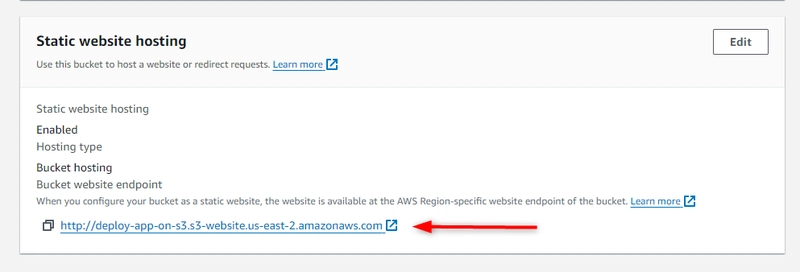 Static website hosting
Edit
Use this bucket to host a website or redirect requests. Learn more
Static website hosting
Enabled
Hosting type
Bucket hosting
Bucket website endpoint
When you configure your bucket as a static website, the website is available at the AWS Region-specific website endpoint of the bucket. Learn more
http://deploy-app-on-s3.s3-website.us-east-2.amazonaws.com